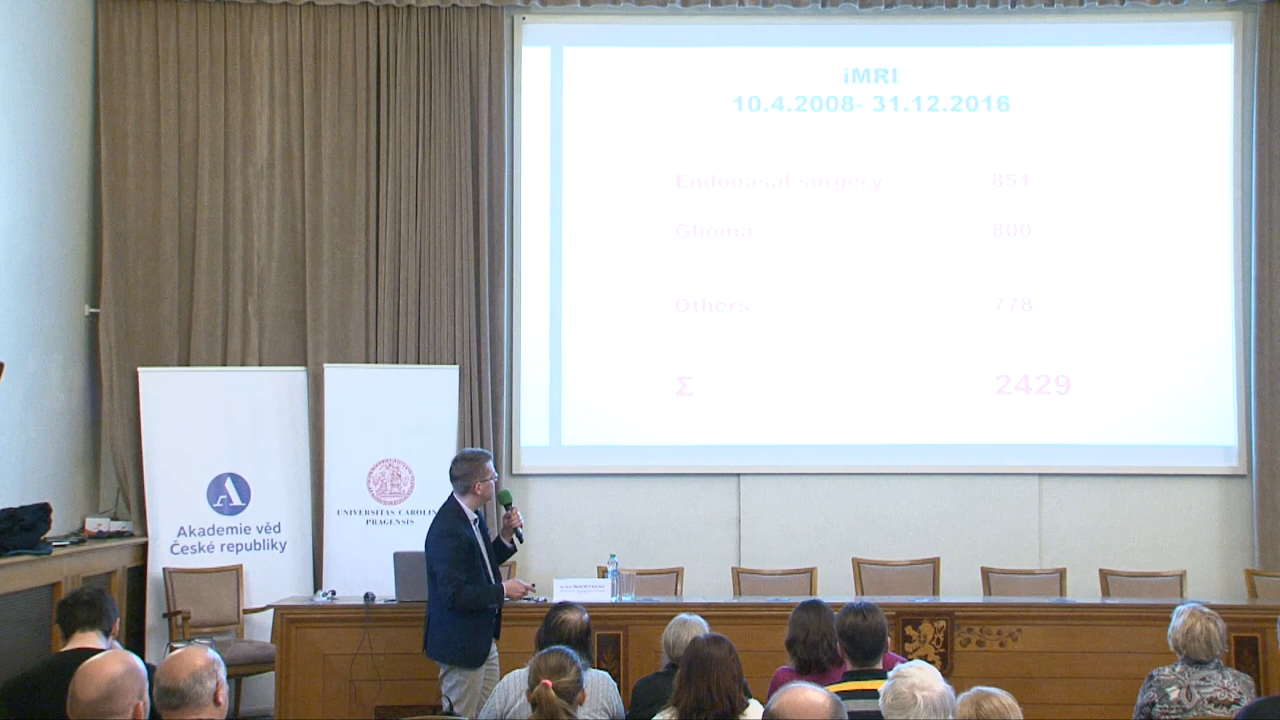 iMRI
10.4.2008- 31.12.2016
Endonasal surgery 851
Glioma 800
Others 778
Σ 2429
Akademie věd
České republiky
UNIVERSITAS CAROLIN
PRAGENSIS